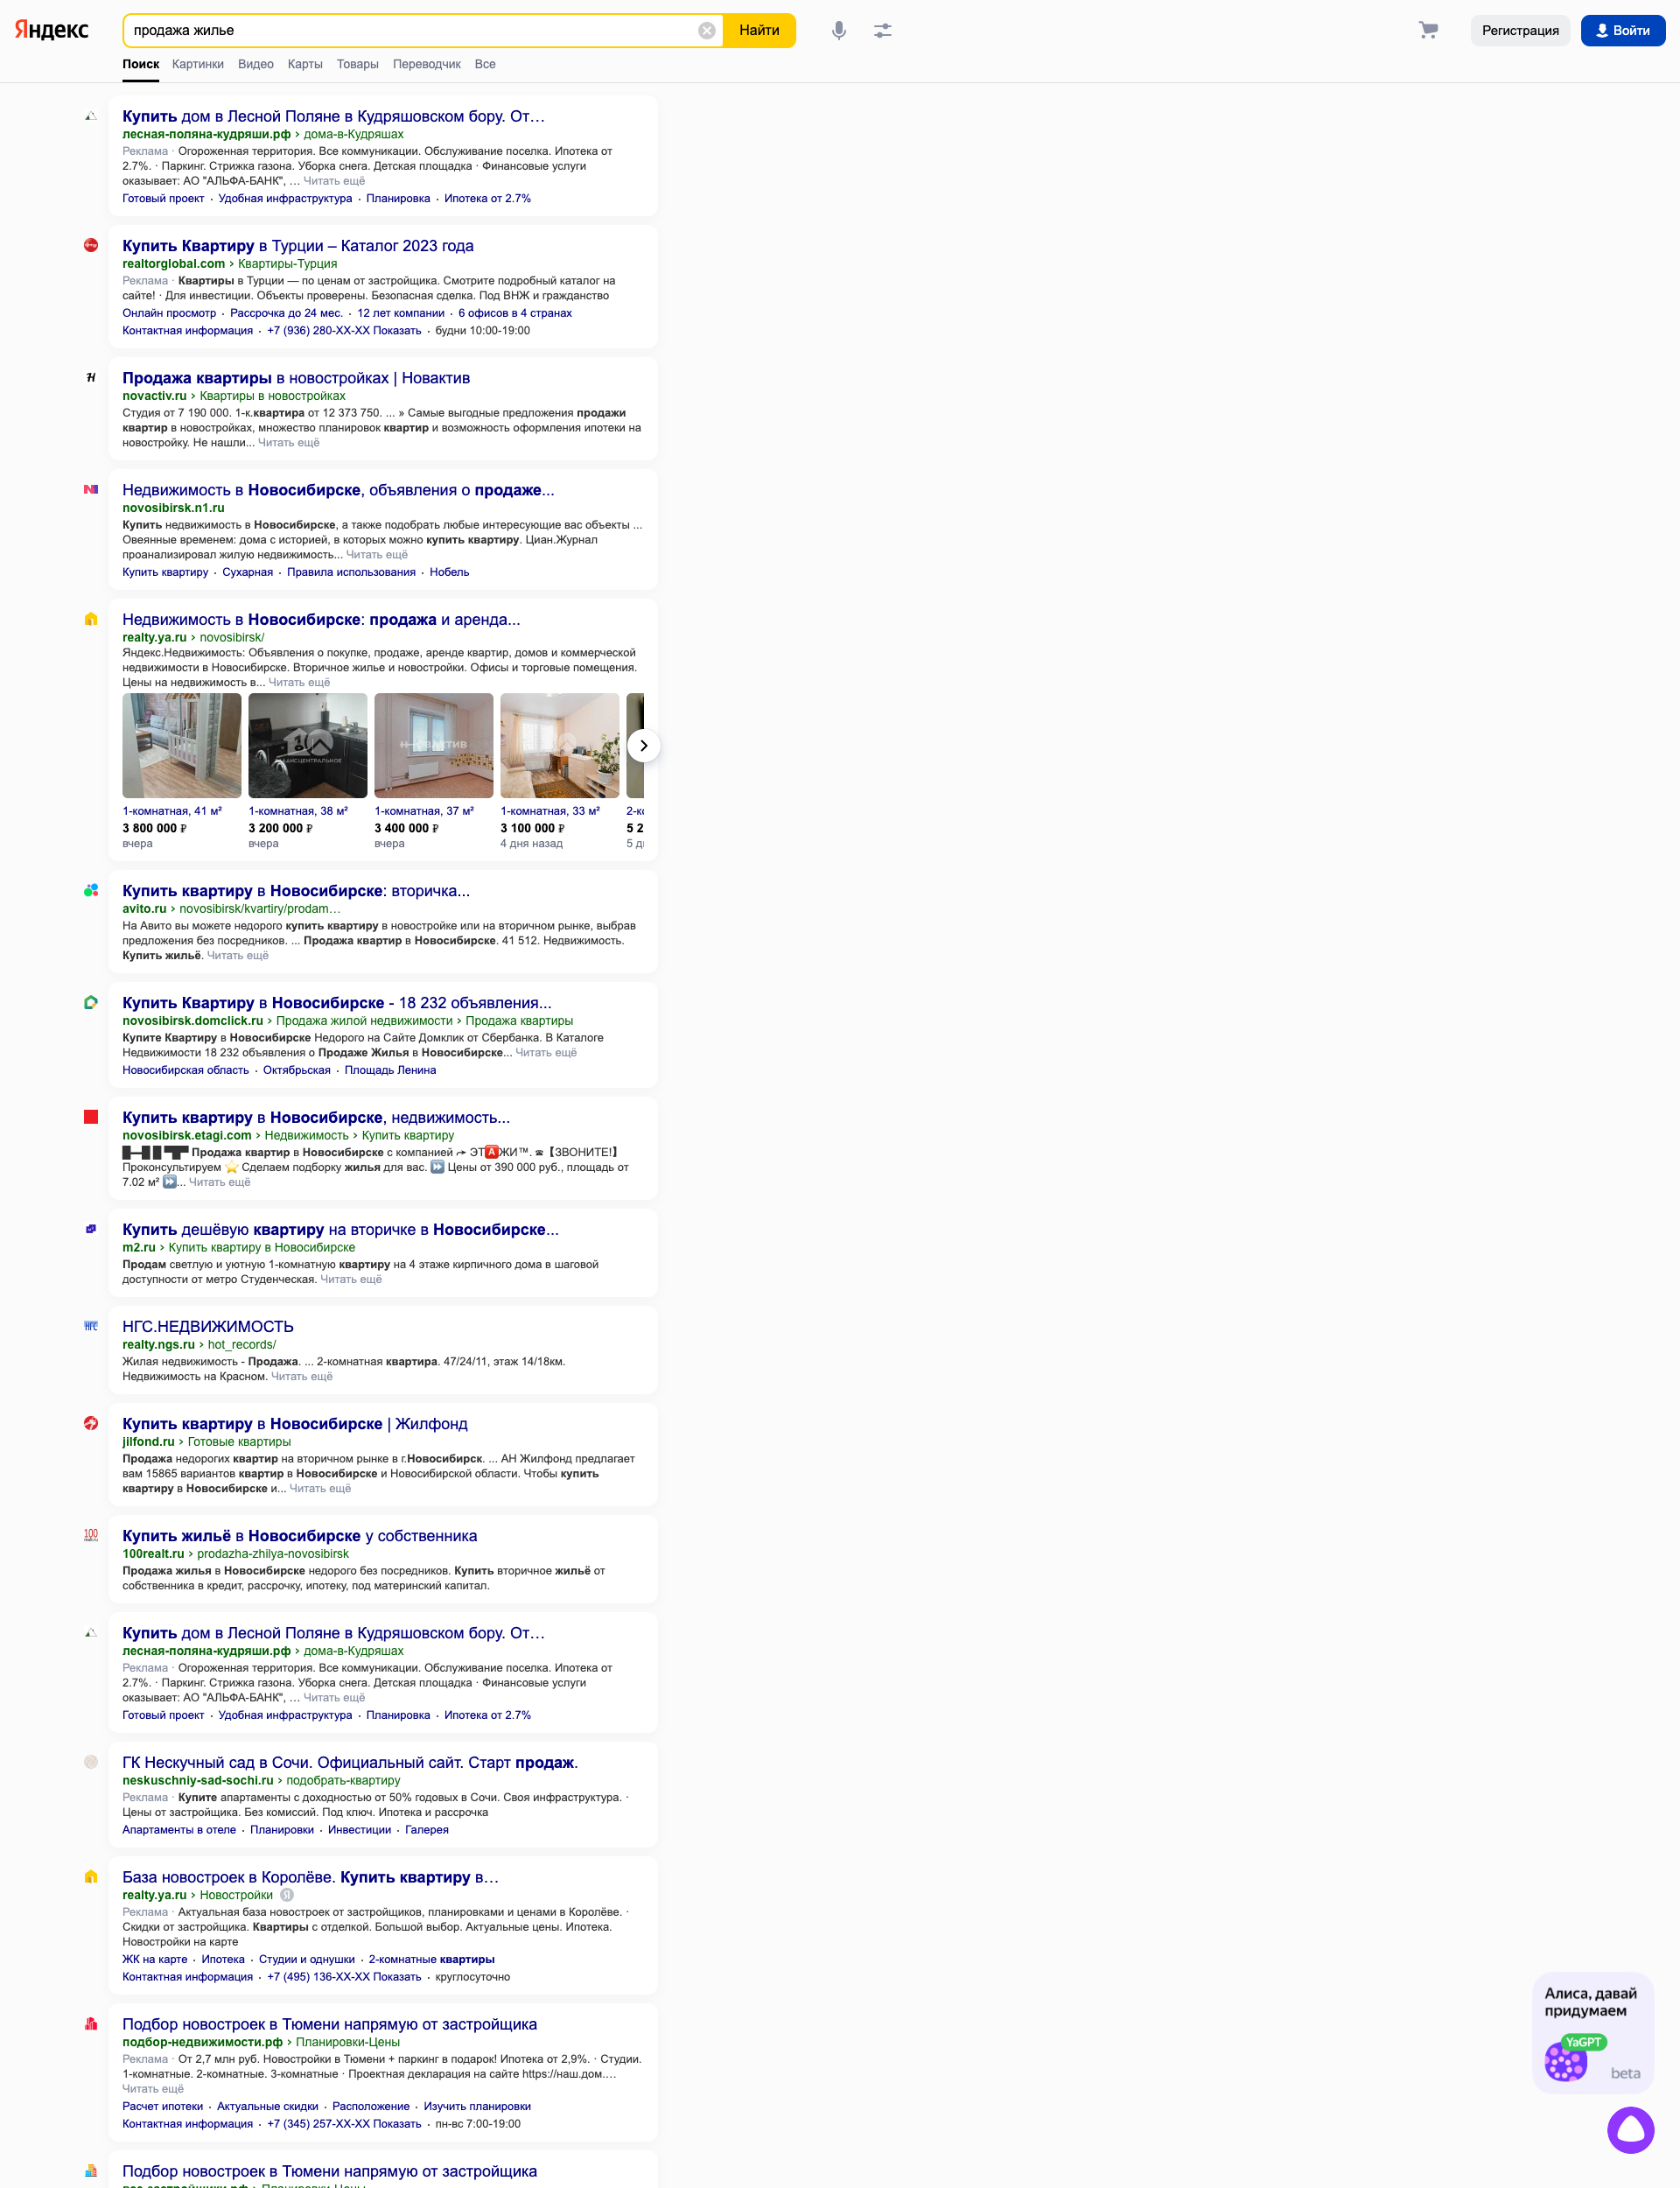 Яндекс
продажа жилье
Найти
Регистрация
Войти
Поиск Картинки Видео Карты Товары Переводчик Все
Купить дом в Лесной Поляне в Кудряшовском бору. От…
лесная-поляна-кудряши.рф › дома-в-Кудряшах
Реклама · Огороженная территория. Все коммуникации. Обслуживание поселка. Ипотека от
2.7%. · Паркинг. Стрижка газона. Уборка снега. Детская площадка · Финансовые услуги
оказывает: АО "АЛЬФА-БАНК", … Читать ещё
Готовый проект · Удобная инфраструктура · Планировка · Ипотека от 2.7%
Купить Квартиру в Турции – Каталог 2023 года
realtorglobal.com › Квартиры-Турция
Реклама · Квартиры в Турции — по ценам от застройщика. Смотрите подробный каталог на
сайте! · Для инвестиции. Объекты проверены. Безопасная сделка. Под ВНЖ и гражданство
Онлайн просмотр · Рассрочка до 24 мес. · 12 лет компании · 6 офисов в 4 странах
Контактная информация · +7 (936) 280-XX-XX Показать · будни 10:00-19:00
Продажа квартиры в новостройках | Новактив
novactiv.ru › Квартиры в новостройках
Студия от 7 190 000. 1-к.квартира от 12 373 750. ... » Самые выгодные предложения продажи
квартир в новостройках, множество планировок квартир и возможность оформления ипотеки на
новостройку. Не нашли... Читать ещё
Недвижимость в Новосибирске, объявления о продаже...
novosibirsk.n1.ru
Купить недвижимость в Новосибирске, а также подобрать любые интересующие вас объекты ...
Овеянные временем: дома с историей, в которых можно купить квартиру. Циан.Журнал
проанализировал жилую недвижимость... Читать ещё
Купить квартиру · Сухарная · Правила использования · Нобель
Недвижимость в Новосибирске: продажа и аренда...
realty.ya.ru › novosibirsk/
Яндекс.Недвижимость: Объявления о покупке, продаже, аренде квартир, домов и коммерческой
недвижимости в Новосибирске. Вторичное жилье и новостройки. Офисы и торговые помещения.
Цены на недвижимость в... Читать ещё
1-комнатная, 41 м² 1-комнатная, 38 м² 1-комнатная, 37 м² 1-комнатная, 33 м² 2-к
3 800 000 ₽ 3 200 000 ₽ 3 400 000 ₽ 3 100 000 ₽ 5 2
вчера вчера вчера 4 дня назад 5 д
Купить квартиру в Новосибирске: вторичка...
avito.ru › novosibirsk/kvartiry/prodam…
На Авито вы можете недорого купить квартиру в новостройке или на вторичном рынке, выбрав
предложения без посредников. ... Продажа квартир в Новосибирске. 41 512. Недвижимость.
Купить жильё. Читать ещё
Купить Квартиру в Новосибирске - 18 232 объявления...
novosibirsk.domclick.ru › Продажа жилой недвижимости › Продажа квартиры
Купите Квартиру в Новосибирске Недорого на Сайте Домклик от Сбербанка. В Каталоге
Недвижимости 18 232 объявления о Продаже Жилья в Новосибирске... Читать ещё
Новосибирская область · Октябрьская · Площадь Ленина
Купить квартиру в Новосибирске, недвижимость...
novosibirsk.etagi.com › Недвижимость › Купить квартиру
Продажа квартир в Новосибирске с компанией ➦ ЭТ🅰ЖИ™. ☎【ЗВОНИТЕ!】
Проконсультируем ⭐ Сделаем подборку жилья для вас. ⏩ Цены от 390 000 руб., площадь от
7.02 м² ⏩... Читать ещё
Купить дешёвую квартиру на вторичке в Новосибирске...
m2.ru › Купить квартиру в Новосибирске
Продам светлую и уютную 1-комнатную квартиру на 4 этаже кирпичного дома в шаговой
доступности от метро Студенческая. Читать ещё
НГС
НГС.НЕДВИЖИМОСТЬ
realty.ngs.ru › hot_records/
Жилая недвижимость - Продажа. ... 2-комнатная квартира. 47/24/11, этаж 14/18км.
Недвижимость на Красном. Читать ещё
Купить квартиру в Новосибирске | Жилфонд
jilfond.ru › Готовые квартиры
Продажа недорогих квартир на вторичном рынке в г.Новосибирск. ... АН Жилфонд предлагает
вам 15865 вариантов квартир в Новосибирске и Новосибирской области. Чтобы купить
квартиру в Новосибирске и... Читать ещё
100
Купить жильё в Новосибирске у собственника
100realt.ru › prodazha-zhilya-novosibirsk
Продажа жилья в Новосибирске недорого без посредников. Купить вторичное жильё от
собственника в кредит, рассрочку, ипотеку, под материнский капитал.
Купить дом в Лесной Поляне в Кудряшовском бору. От…
лесная-поляна-кудряши.рф › дома-в-Кудряшах
Реклама · Огороженная территория. Все коммуникации. Обслуживание поселка. Ипотека от
2.7%. · Паркинг. Стрижка газона. Уборка снега. Детская площадка · Финансовые услуги
оказывает: АО "АЛЬФА-БАНК", … Читать ещё
Готовый проект · Удобная инфраструктура · Планировка · Ипотека от 2.7%
ГК Нескучный сад в Сочи. Официальный сайт. Старт продаж.
neskuschniy-sad-sochi.ru › подобрать-квартиру
Реклама · Купите апартаменты с доходностью от 50% годовых в Сочи. Своя инфраструктура. ·
Цены от застройщика. Без комиссий. Под ключ. Ипотека и рассрочка
Апартаменты в отеле · Планировки · Инвестиции · Галерея
База новостроек в Королёве. Купить квартиру в…
realty.ya.ru › Новостройки Я
Реклама · Актуальная база новостроек от застройщиков, планировками и ценами в Королёве. ·
Скидки от застройщика. Квартиры с отделкой. Большой выбор. Актуальные цены. Ипотека.
Новостройки на карте
ЖК на карте · Ипотека · Студии и однушки · 2-комнатные квартиры
Контактная информация · +7 (495) 136-XX-XX Показать · круглосуточно
Подбор новостроек в Тюмени напрямую от застройщика
подбор-недвижимости.рф › Планировки-Цены
Реклама · От 2,7 млн руб. Новостройки в Тюмени + паркинг в подарок! Ипотека от 2,9%. · Студии.
1-комнатные. 2-комнатные. 3-комнатные · Проектная декларация на сайте https://наш.дом.…
Читать ещё
Расчет ипотеки · Актуальные скидки · Расположение · Изучить планировки
Контактная информация · +7 (345) 257-XX-XX Показать · пн-вс 7:00-19:00
Подбор новостроек в Тюмени напрямую от застройщика
Алиса, давай
придумаем
YaGPT
beta